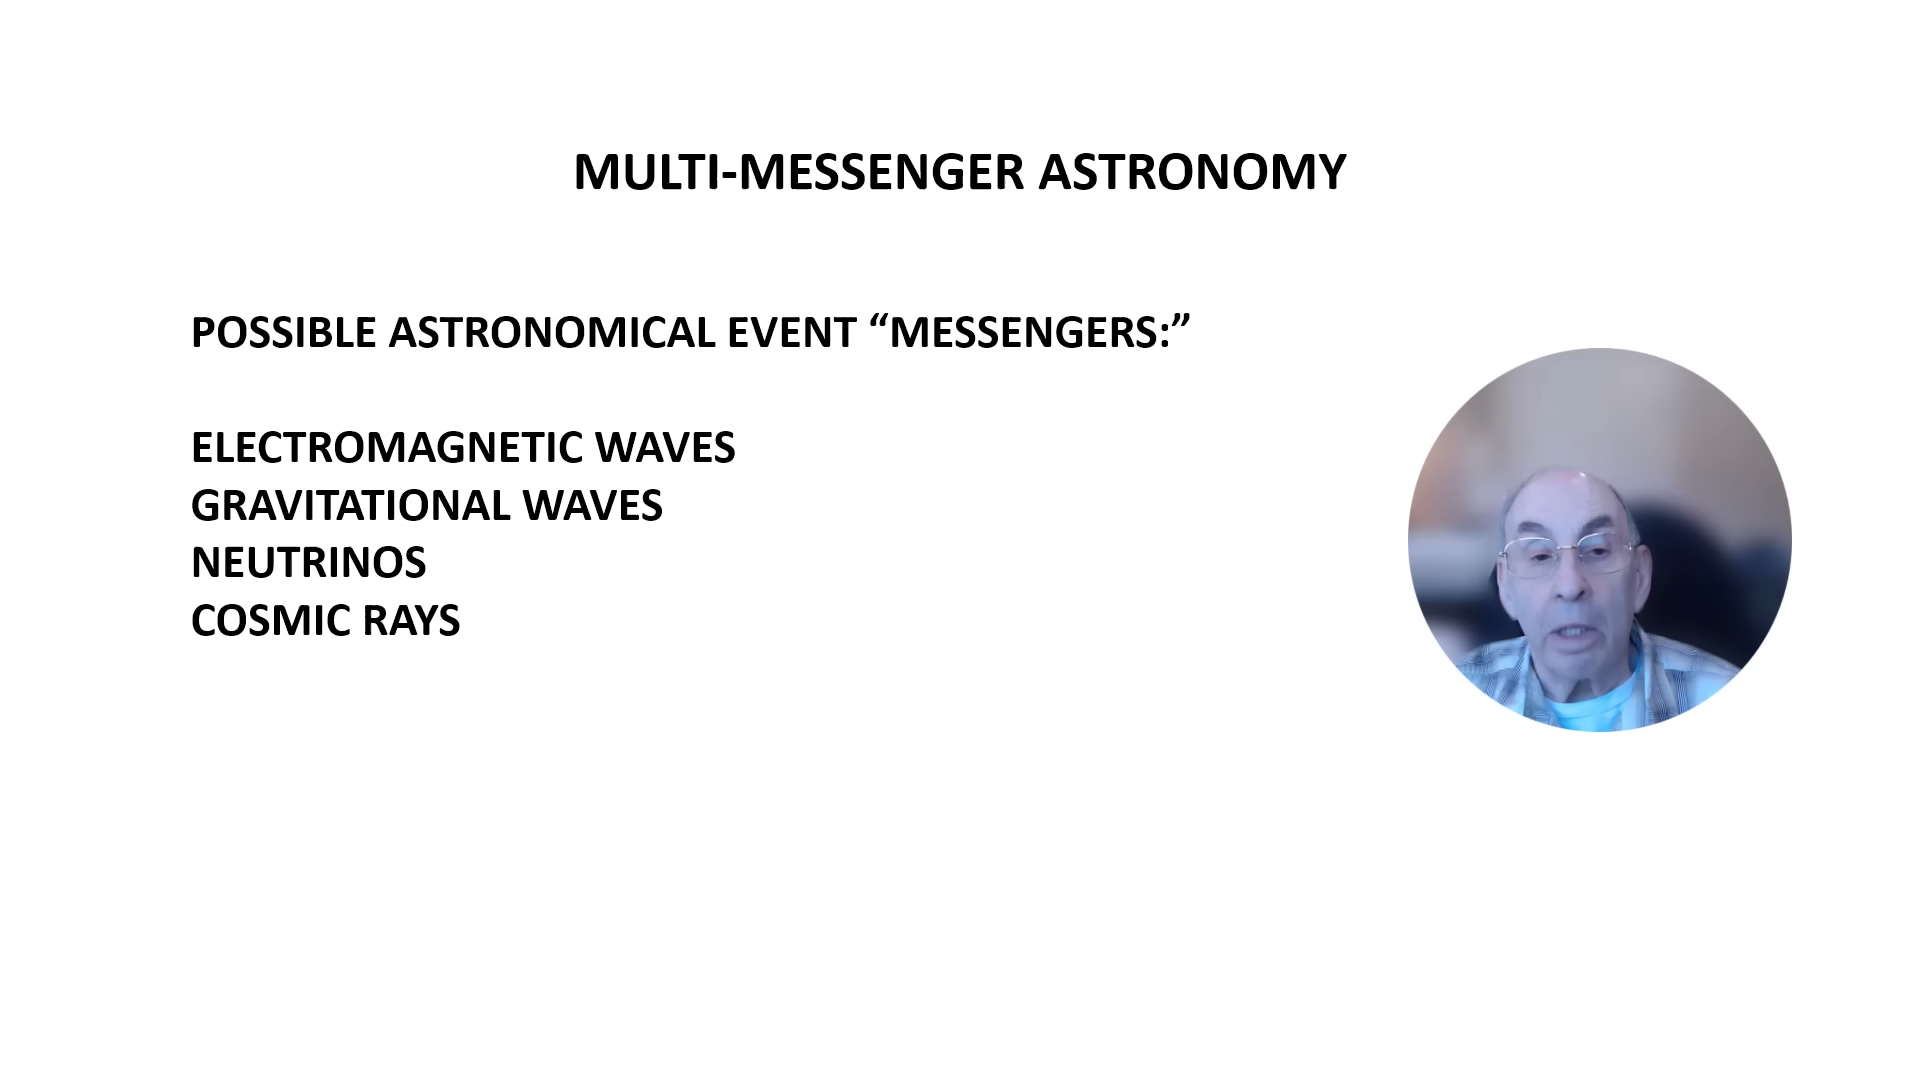 MULTI-MESSENGER ASTRONOMY
POSSIBLE ASTRONOMICAL EVENT “MESSENGERS:”
ELECTROMAGNETIC WAVES
GRAVITATIONAL WAVES
NEUTRINOS
COSMIC RAYS